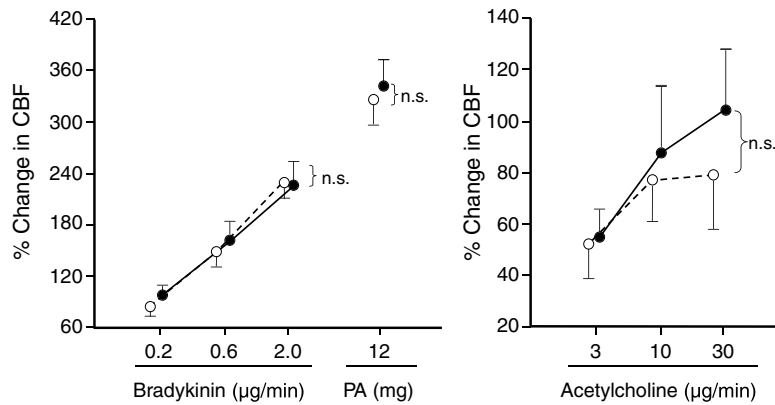 % Change in CBF
420
360
300
240
180
120
60
n.s.
n.s.
0.2 0.6 2.0 12
Bradykinin (µg/min) PA (mg)
% Change in CBF
140
120
100
80
60
40
20
n.s.
3 10 30
Acetylcholine (µg/min)